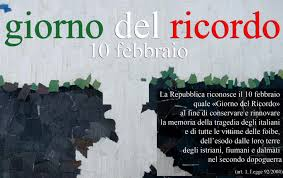 giorno del ricordo
10 febbraio
La Repubblica riconosce il 10 febbraio
quale «Giorno del Ricordo»
al fine di conservare e rinnovare
la memoria della tragedia degli italiani
e di tutte le vittime delle foibe,
dell'esodo dalle loro terre
degli istriani, fiumani e dalmati
nel secondo dopoguerra
(art. 1, Legge 92/2004)